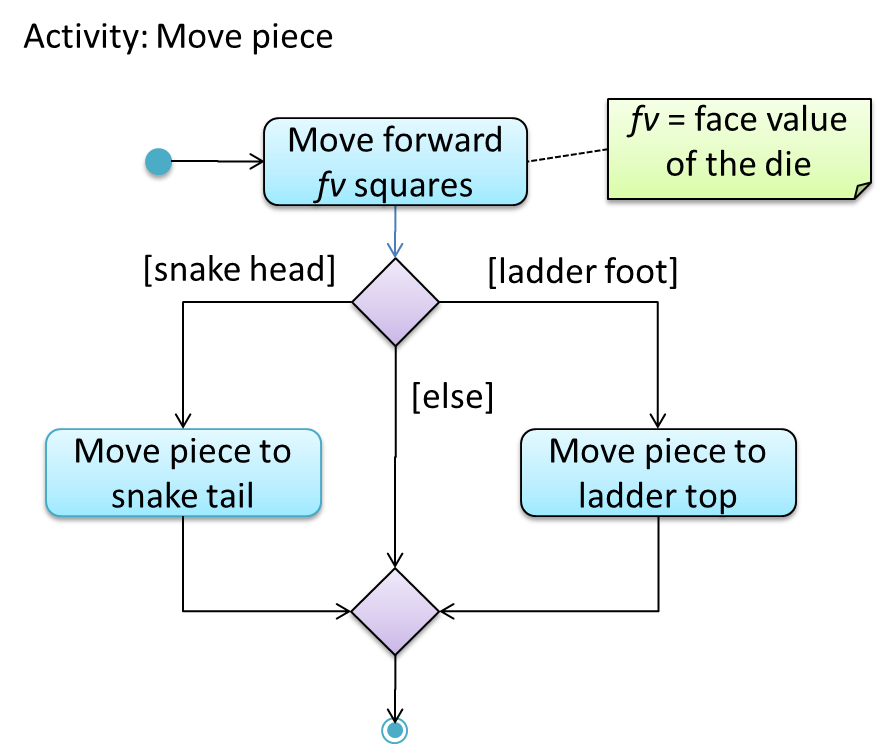 Activity: Move piece
Move forward
fv squares
fv = face value
of the die
[snake head]
[ladder foot]
[else]
Move piece to
snake tail
Move piece to
ladder top